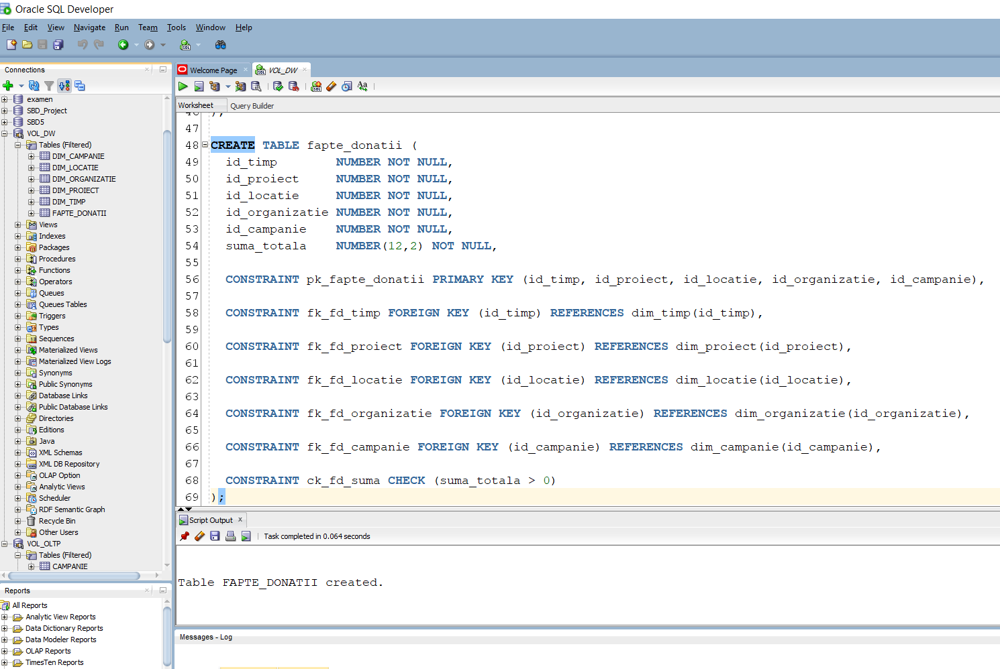 Oracle SQL Developer
File Edit View Navigate Run Team Tools Window Help
Connections
examen
SBD_Project
SBD5
VOL_DW
Tables (Filtered)
DIM_CAMPANIE
DIM_LOCATIE
DIM_ORGANIZATIE
DIM_PROIECT
DIM_TIMP
FAPTE_DONATII
Views
Indexes
Packages
Procedures
Functions
Operators
Queues
Queues Tables
Triggers
Types
Sequences
Materialized Views
Materialized View Logs
Synonyms
Public Synonyms
Database Links
Public Database Links
Directories
Editions
Java
XML Schemas
XML DB Repository
OLAP Option
Analytic Views
Scheduler
RDF Semantic Graph
Recycle Bin
Other Users
VOL_OLTP
Tables (Filtered)
CAMPANIE
Reports
All Reports
Analytic View Reports
Data Dictionary Reports
Data Modeler Reports
OLAP Reports
TimesTen Reports
Welcome Page VOL_DW
Worksheet Query Builder
46 );
47
48 CREATE TABLE fapte_donatii (
49 id_timp NUMBER NOT NULL,
50 id_proiect NUMBER NOT NULL,
51 id_locatie NUMBER NOT NULL,
52 id_organizatie NUMBER NOT NULL,
53 id_campanie NUMBER NOT NULL,
54 suma_totala NUMBER(12,2) NOT NULL,
55
56 CONSTRAINT pk_fapte_donatii PRIMARY KEY (id_timp, id_proiect, id_locatie, id_organizatie, id_campanie),
57
58 CONSTRAINT fk_fd_timp FOREIGN KEY (id_timp) REFERENCES dim_timp(id_timp),
59
60 CONSTRAINT fk_fd_proiect FOREIGN KEY (id_proiect) REFERENCES dim_proiect(id_proiect),
61
62 CONSTRAINT fk_fd_locatie FOREIGN KEY (id_locatie) REFERENCES dim_locatie(id_locatie),
63
64 CONSTRAINT fk_fd_organizatie FOREIGN KEY (id_organizatie) REFERENCES dim_organizatie(id_organizatie),
65
66 CONSTRAINT fk_fd_campanie FOREIGN KEY (id_campanie) REFERENCES dim_campanie(id_campanie),
67
68 CONSTRAINT ck_fd_suma CHECK (suma_totala > 0)
69 );
Script Output
Task completed in 0.064 seconds
Table FAPTE_DONATII created.
Messages - Log